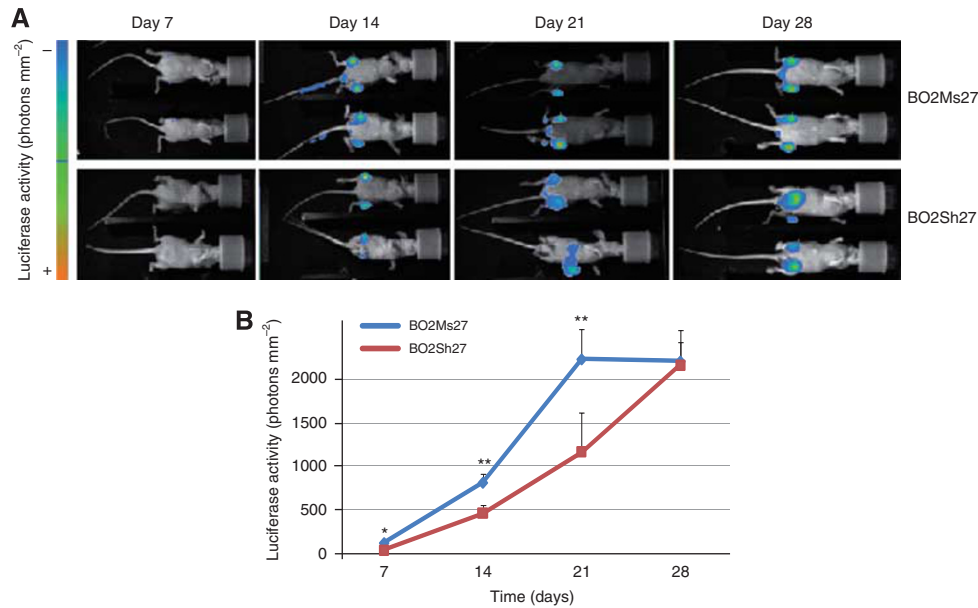 A
Day 7
Day 14
Day 21
Day 28
Luciferase activity (photons mm⁻²)
–
+
BO2Ms27
BO2Sh27
B
BO2Ms27
BO2Sh27
Luciferase activity (photons mm⁻²)
2000
1500
1000
500
0
*
**
**
7
14
21
28
Time (days)